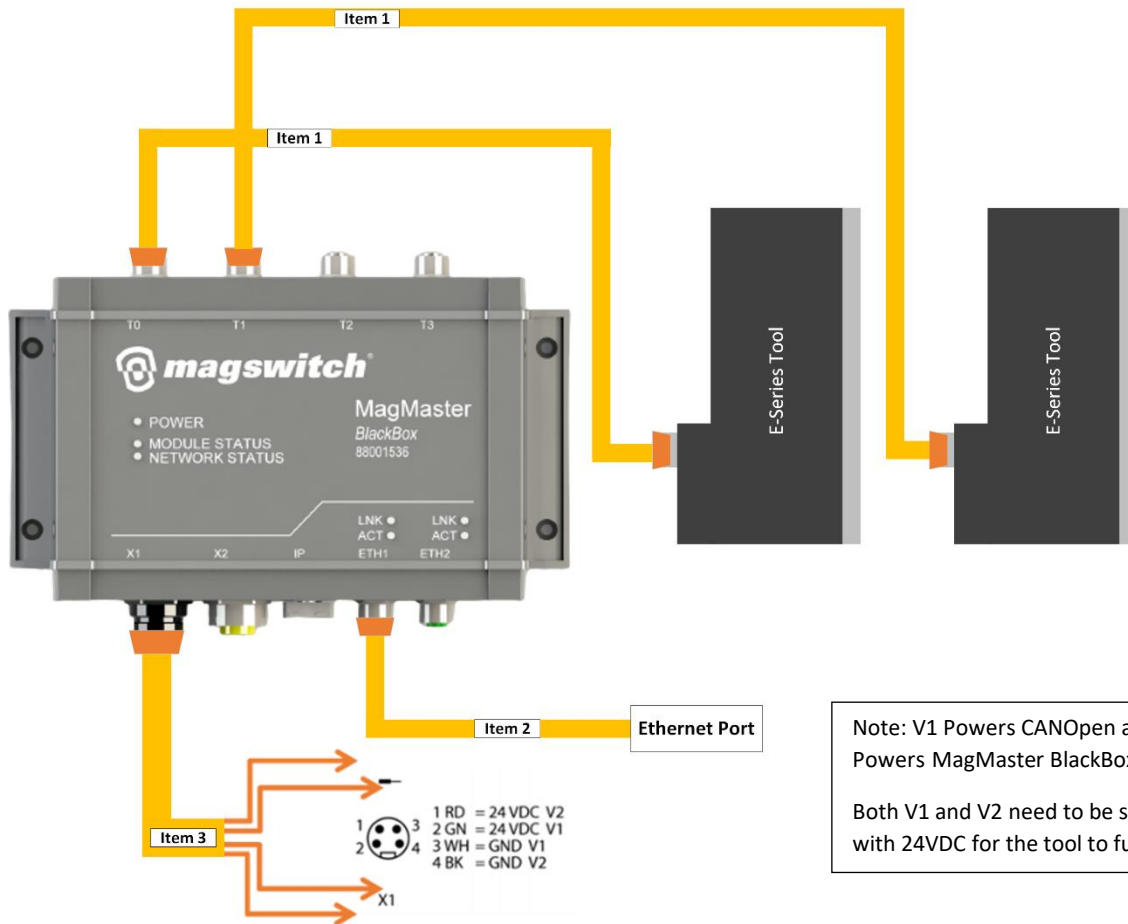 Item 1
Item 1
T0 T1 T2 T3
magswitch®
MagMaster
BlackBox
88001536
POWER
MODULE STATUS
NETWORK STATUS
LNK LNK
ACT ACT
X1 X2 IP ETH1 ETH2
E-Series Tool
E-Series Tool
Item 2
Ethernet Port
Item 3
1 3
2 4
1 RD = 24 VDC V2
2 GN = 24 VDC V1
3 WH = GND V1
4 BK = GND V2
X1
Note: V1 Powers CANOpen
Powers MagMaster
Both V1 and V2 need to be
with 24VDC for the tool to